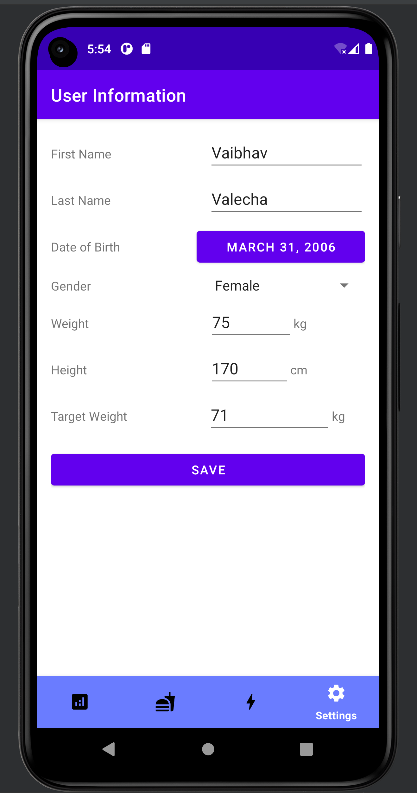 5:54
User Information
First Name Vaibhav
Last Name Valecha
Date of Birth MARCH 31, 2006
Gender Female
Weight 75 kg
Height 170 cm
Target Weight 71 kg
SAVE
Settings